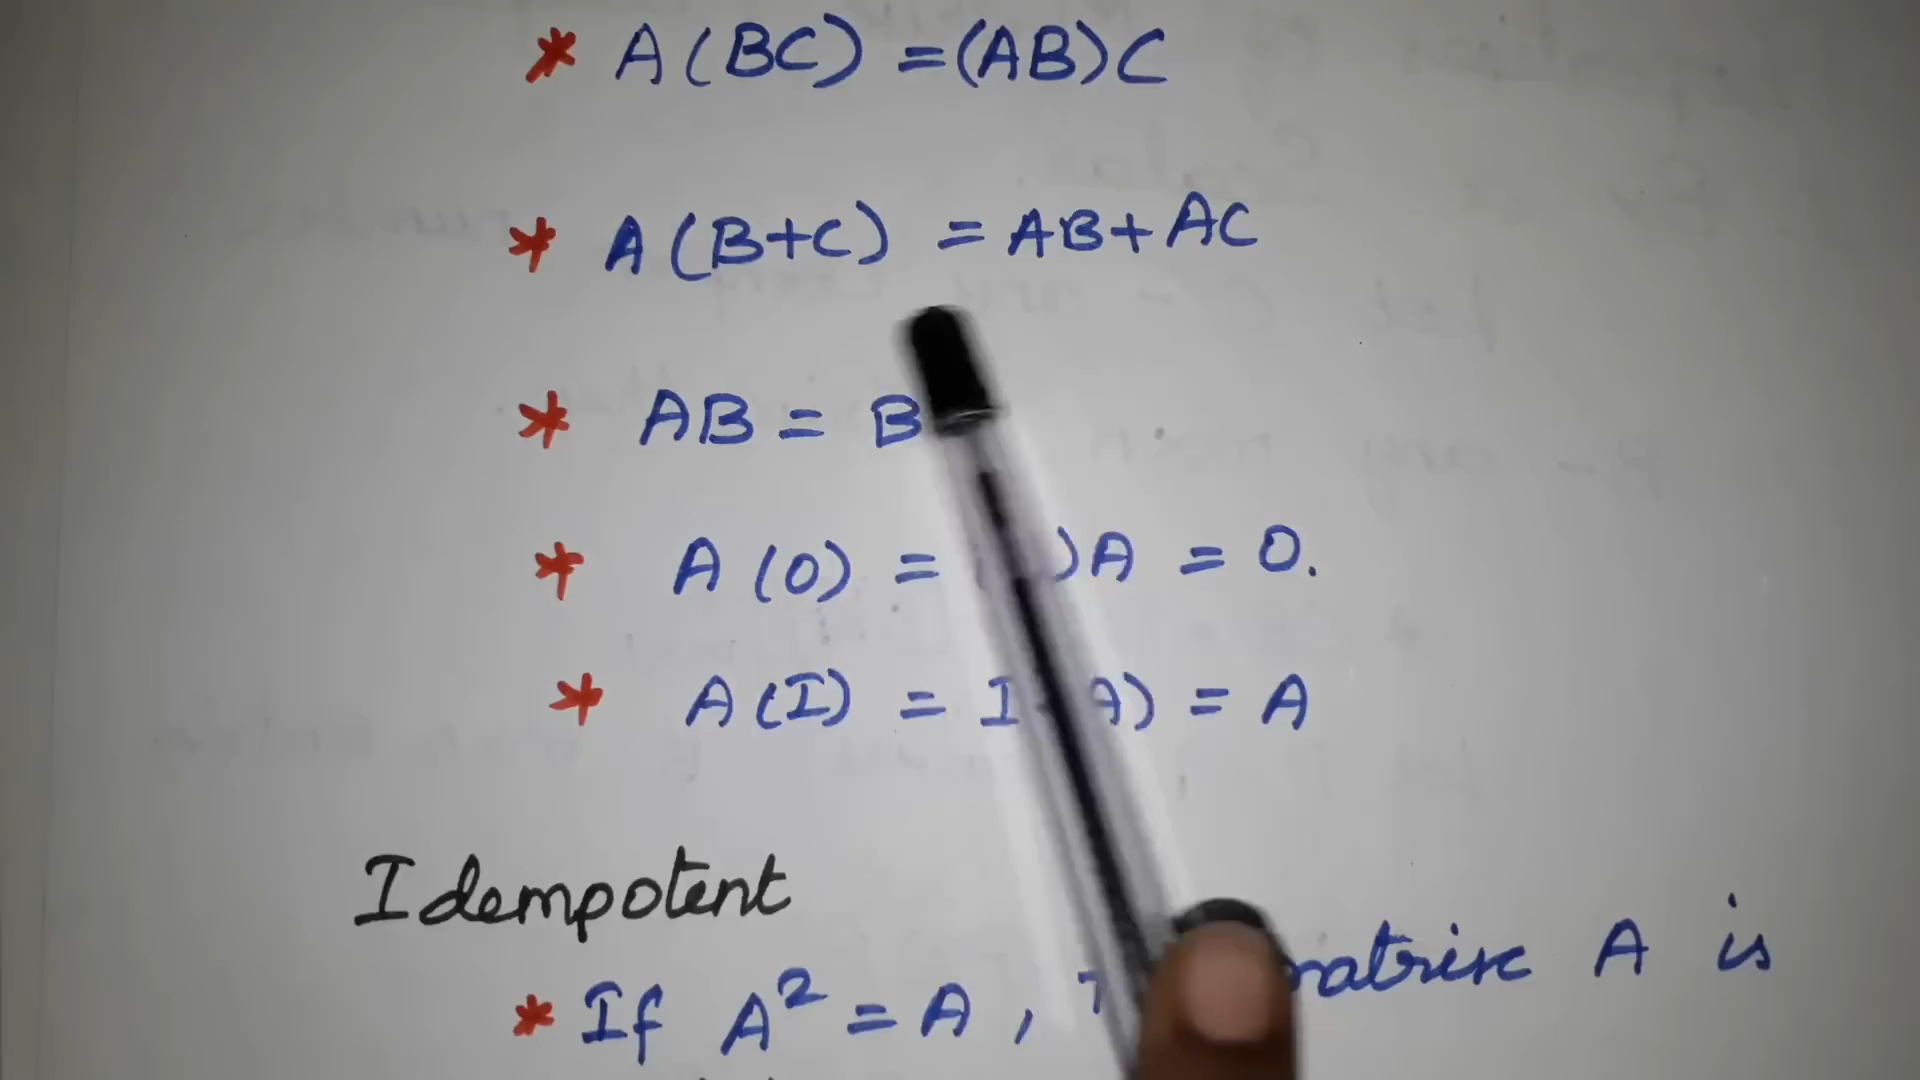 * A(BC) = (AB)C
* A(B+C) = AB+AC
* AB = B
* A(0) = )A = 0.
* A(I) = I A) = A
Idempotent
* If A² = A , matrix A is